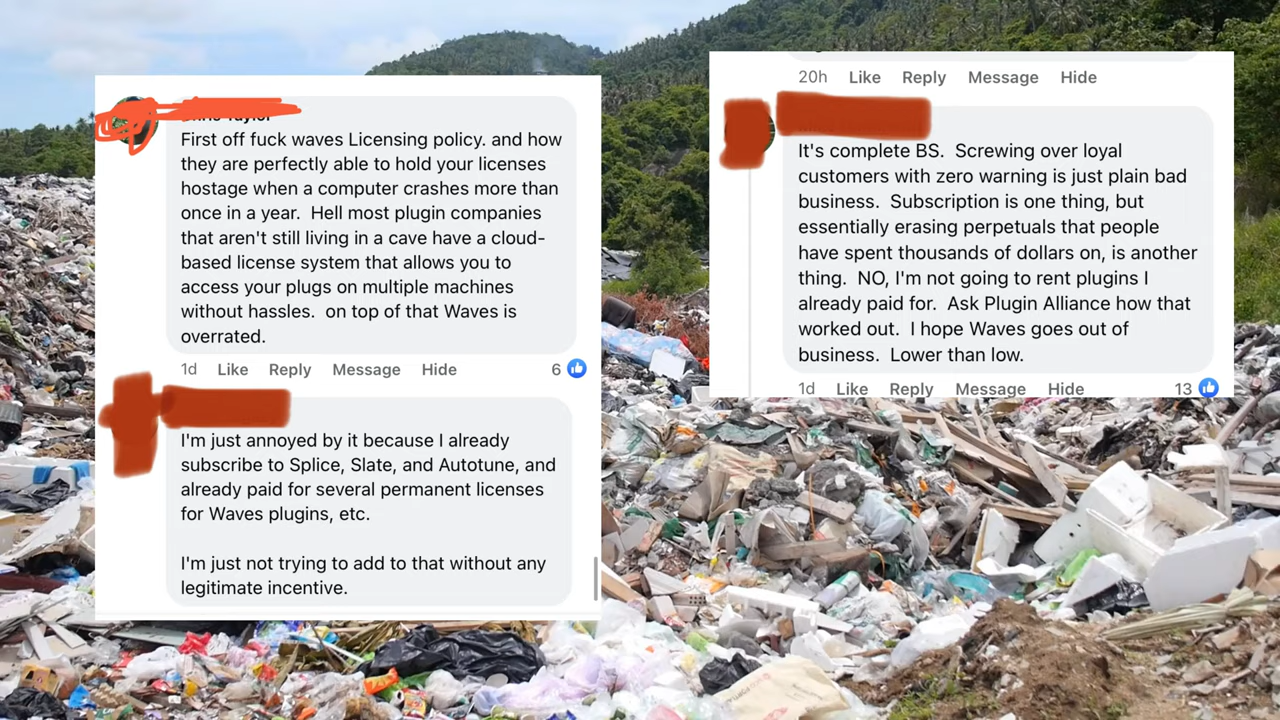 First off fuck waves Licensing policy. and how
they are perfectly able to hold your licenses
hostage when a computer crashes more than
once in a year.  Hell most plugin companies
that aren't still living in a cave have a cloud-
based license system that allows you to
access your plugs on multiple machines
without hassles.  on top of that Waves is
overrated.
1d Like Reply Message Hide 6
I'm just annoyed by it because I already
subscribe to Splice, Slate, and Autotune, and
already paid for several permanent licenses
for Waves plugins, etc.
I'm just not trying to add to that without any
legitimate incentive.
20h Like Reply Message Hide
It's complete BS.  Screwing over loyal
customers with zero warning is just plain bad
business.  Subscription is one thing, but
essentially erasing perpetuals that people
have spent thousands of dollars on, is another
thing.  NO, I'm not going to rent plugins I
already paid for.  Ask Plugin Alliance how that
worked out.  I hope Waves goes out of
business.  Lower than low.
1d Like Reply Message Hide 13